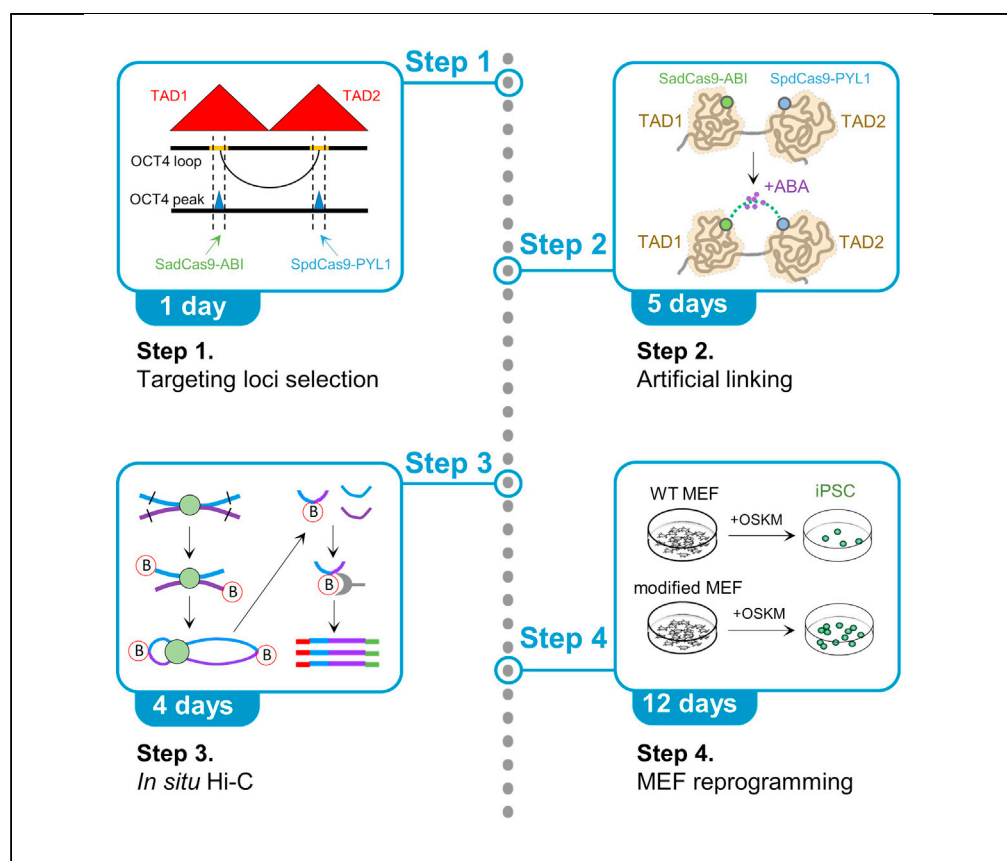 Step 1
TAD1
TAD2
OCT4 loop
OCT4 peak
SadCas9-ABI
SpdCas9-PYL1
1 day
Step 1.
Targeting loci selection
Step 2
SadCas9-ABI
SpdCas9-PYL1
TAD1
TAD2
+ABA
TAD1
TAD2
5 days
Step 2.
Artificial linking
Step 3
B
B
B
B
B
B
4 days
Step 3.
In situ Hi-C
Step 4
WT MEF
iPSC
+OSKM
modified MEF
+OSKM
12 days
Step 4.
MEF reprogramming